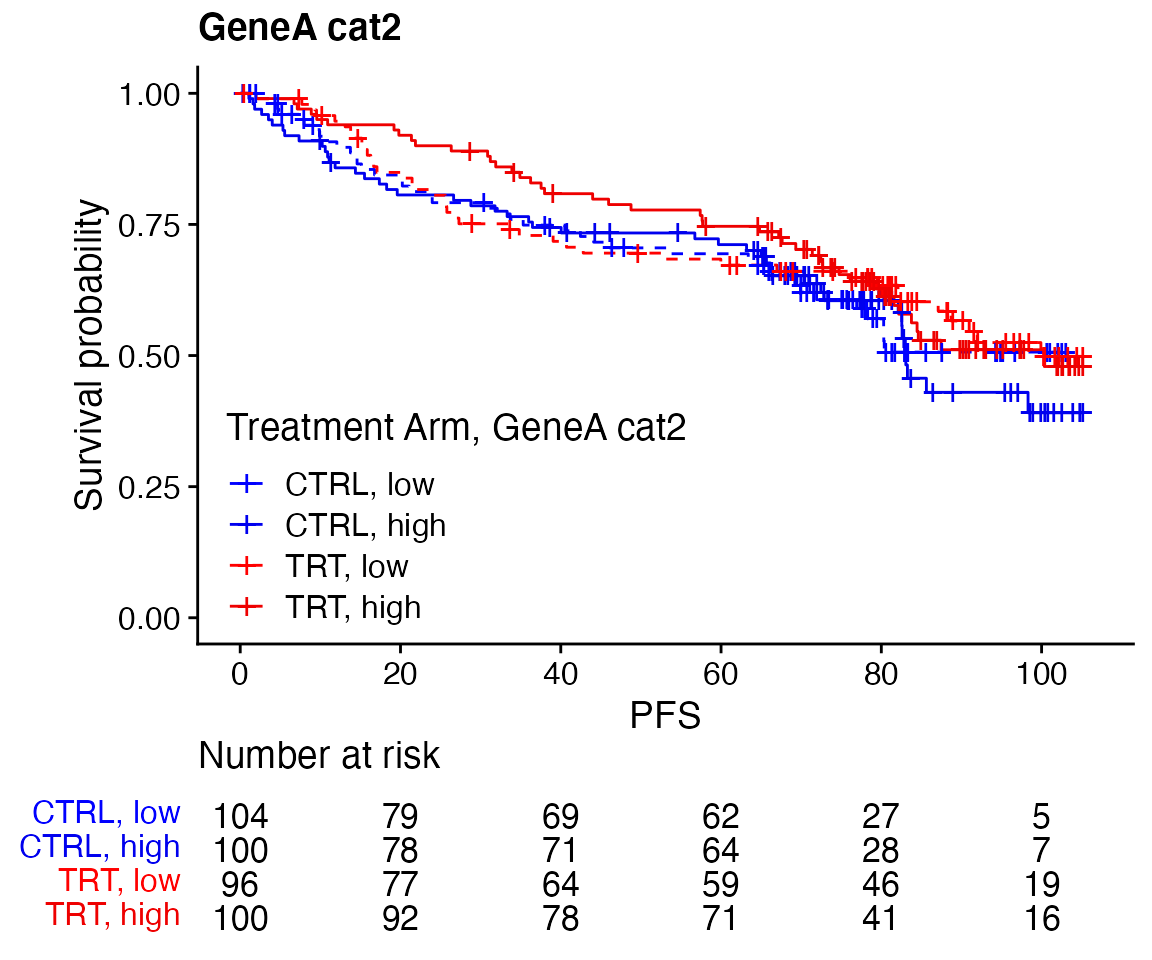 GeneA cat2
1.00
0.75
0.50
0.25
0.00
Survival probability
Treatment Arm, GeneA cat2
CTRL, low
CTRL, high
TRT, low
TRT, high
0 20 40 60 80 100
PFS
Number at risk
CTRL, low 104 79 69 62 27 5
CTRL, high 100 78 71 64 28 7
TRT, low 96 77 64 59 46 19
TRT, high 100 92 78 71 41 16